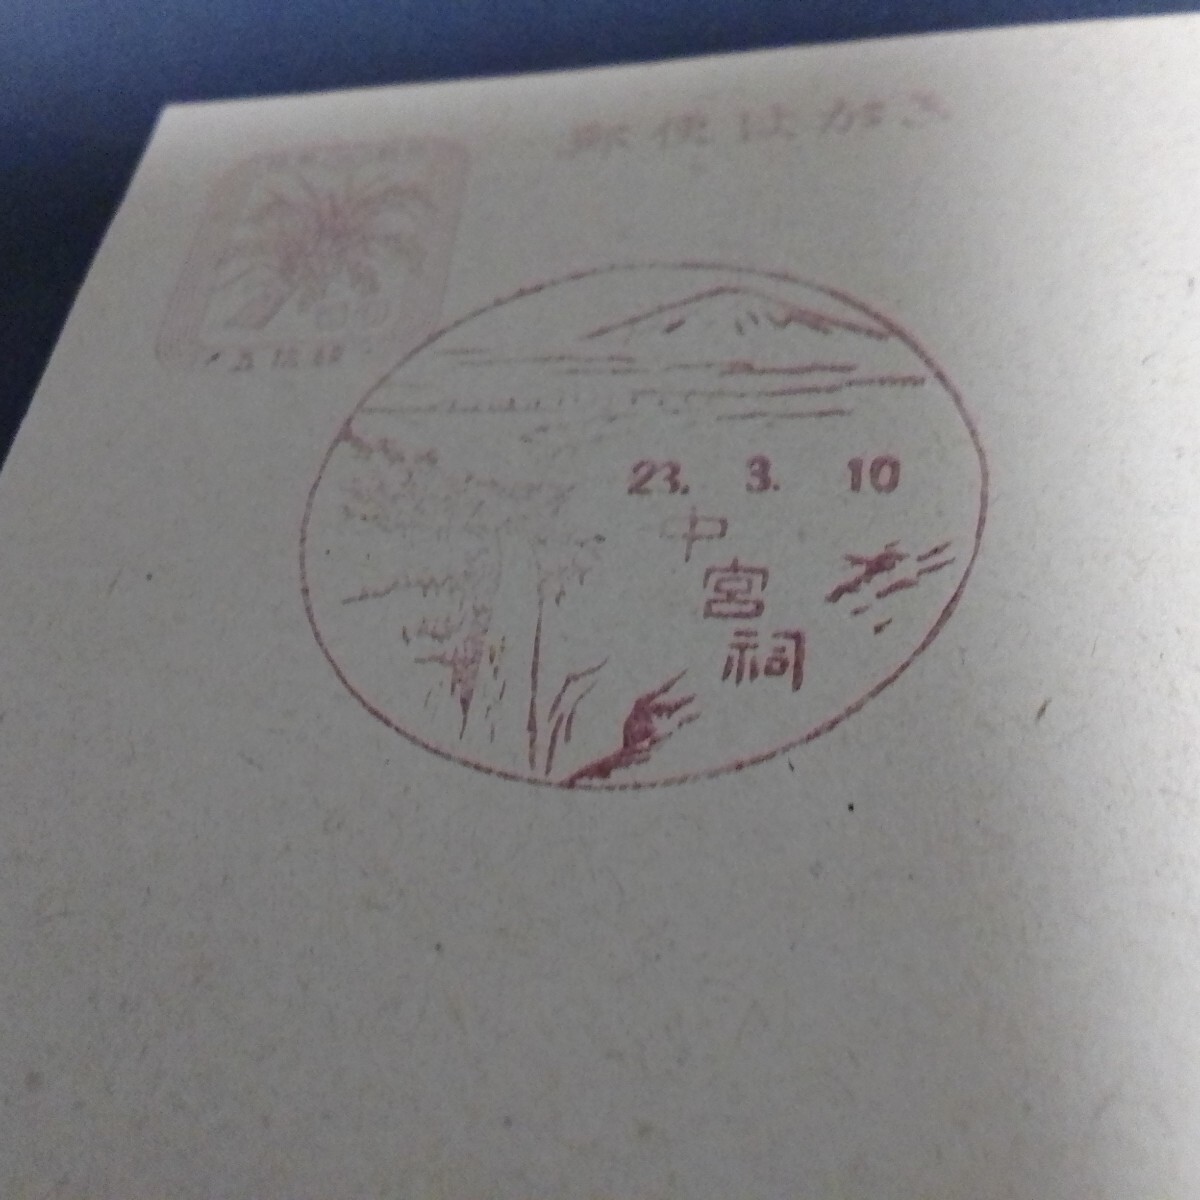 郵便はがき
23. 3. 10
中
宮
祠